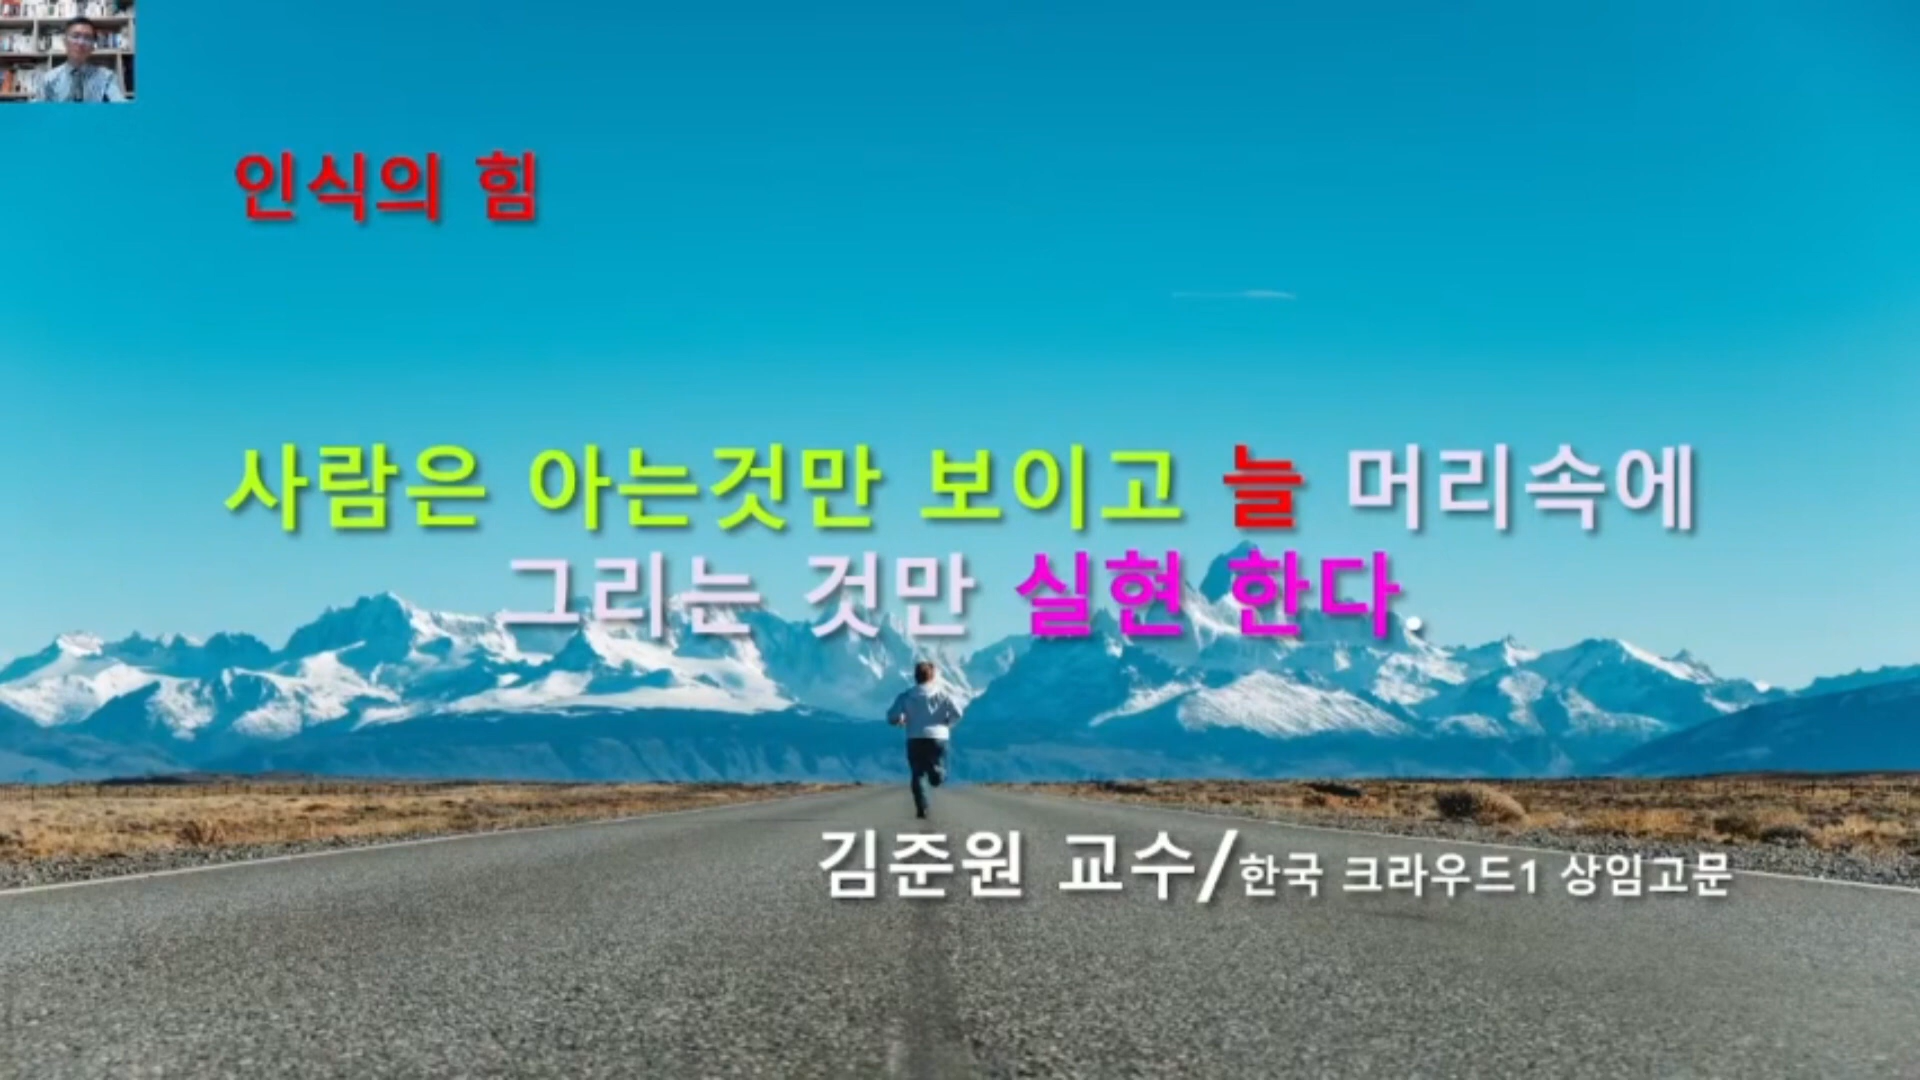 인식의 힘
사람은 아는것만 보이고 늘 머리속에
그리는 것만 실현 한다.
김준원 교수/한국 크라우드1 상임고문